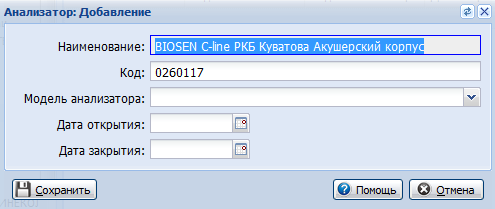 Анализатор: Добавление
Наименование: BIOSEN C-line РКБ Куватова Акушерский корпус
Код: 0260117
Модель анализатора:
Дата открытия:
Дата закрытия:
Сохранить Помощь Отмена